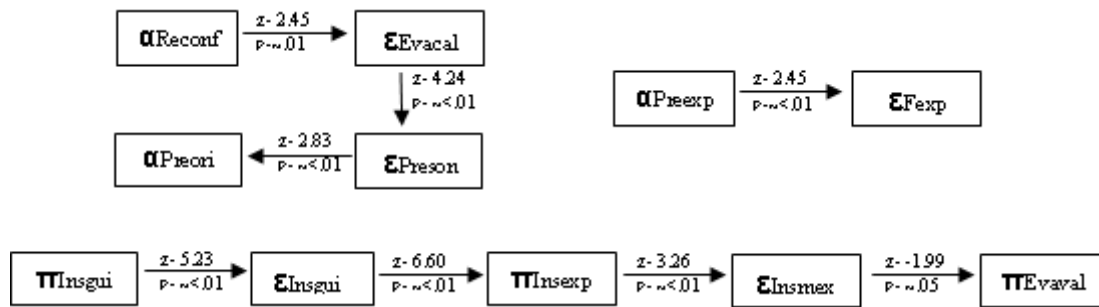 z- 2.45
αReconf
εEvacal
p-~.01
z- 4.24
p- ~<.01
z- 2.45
αPreexp
εFexp
p-~<.01
z- 2.83
αPreori
εPreson
p- ~<.01
z- 5.23
z- 6.60
z- 3.26
z- -1.99
πInsgui
εInsgui
πInsexp
εInsmex
πEvaval
p- ~<.01
p- ~<.01
p- ~<.01
p- ~.05